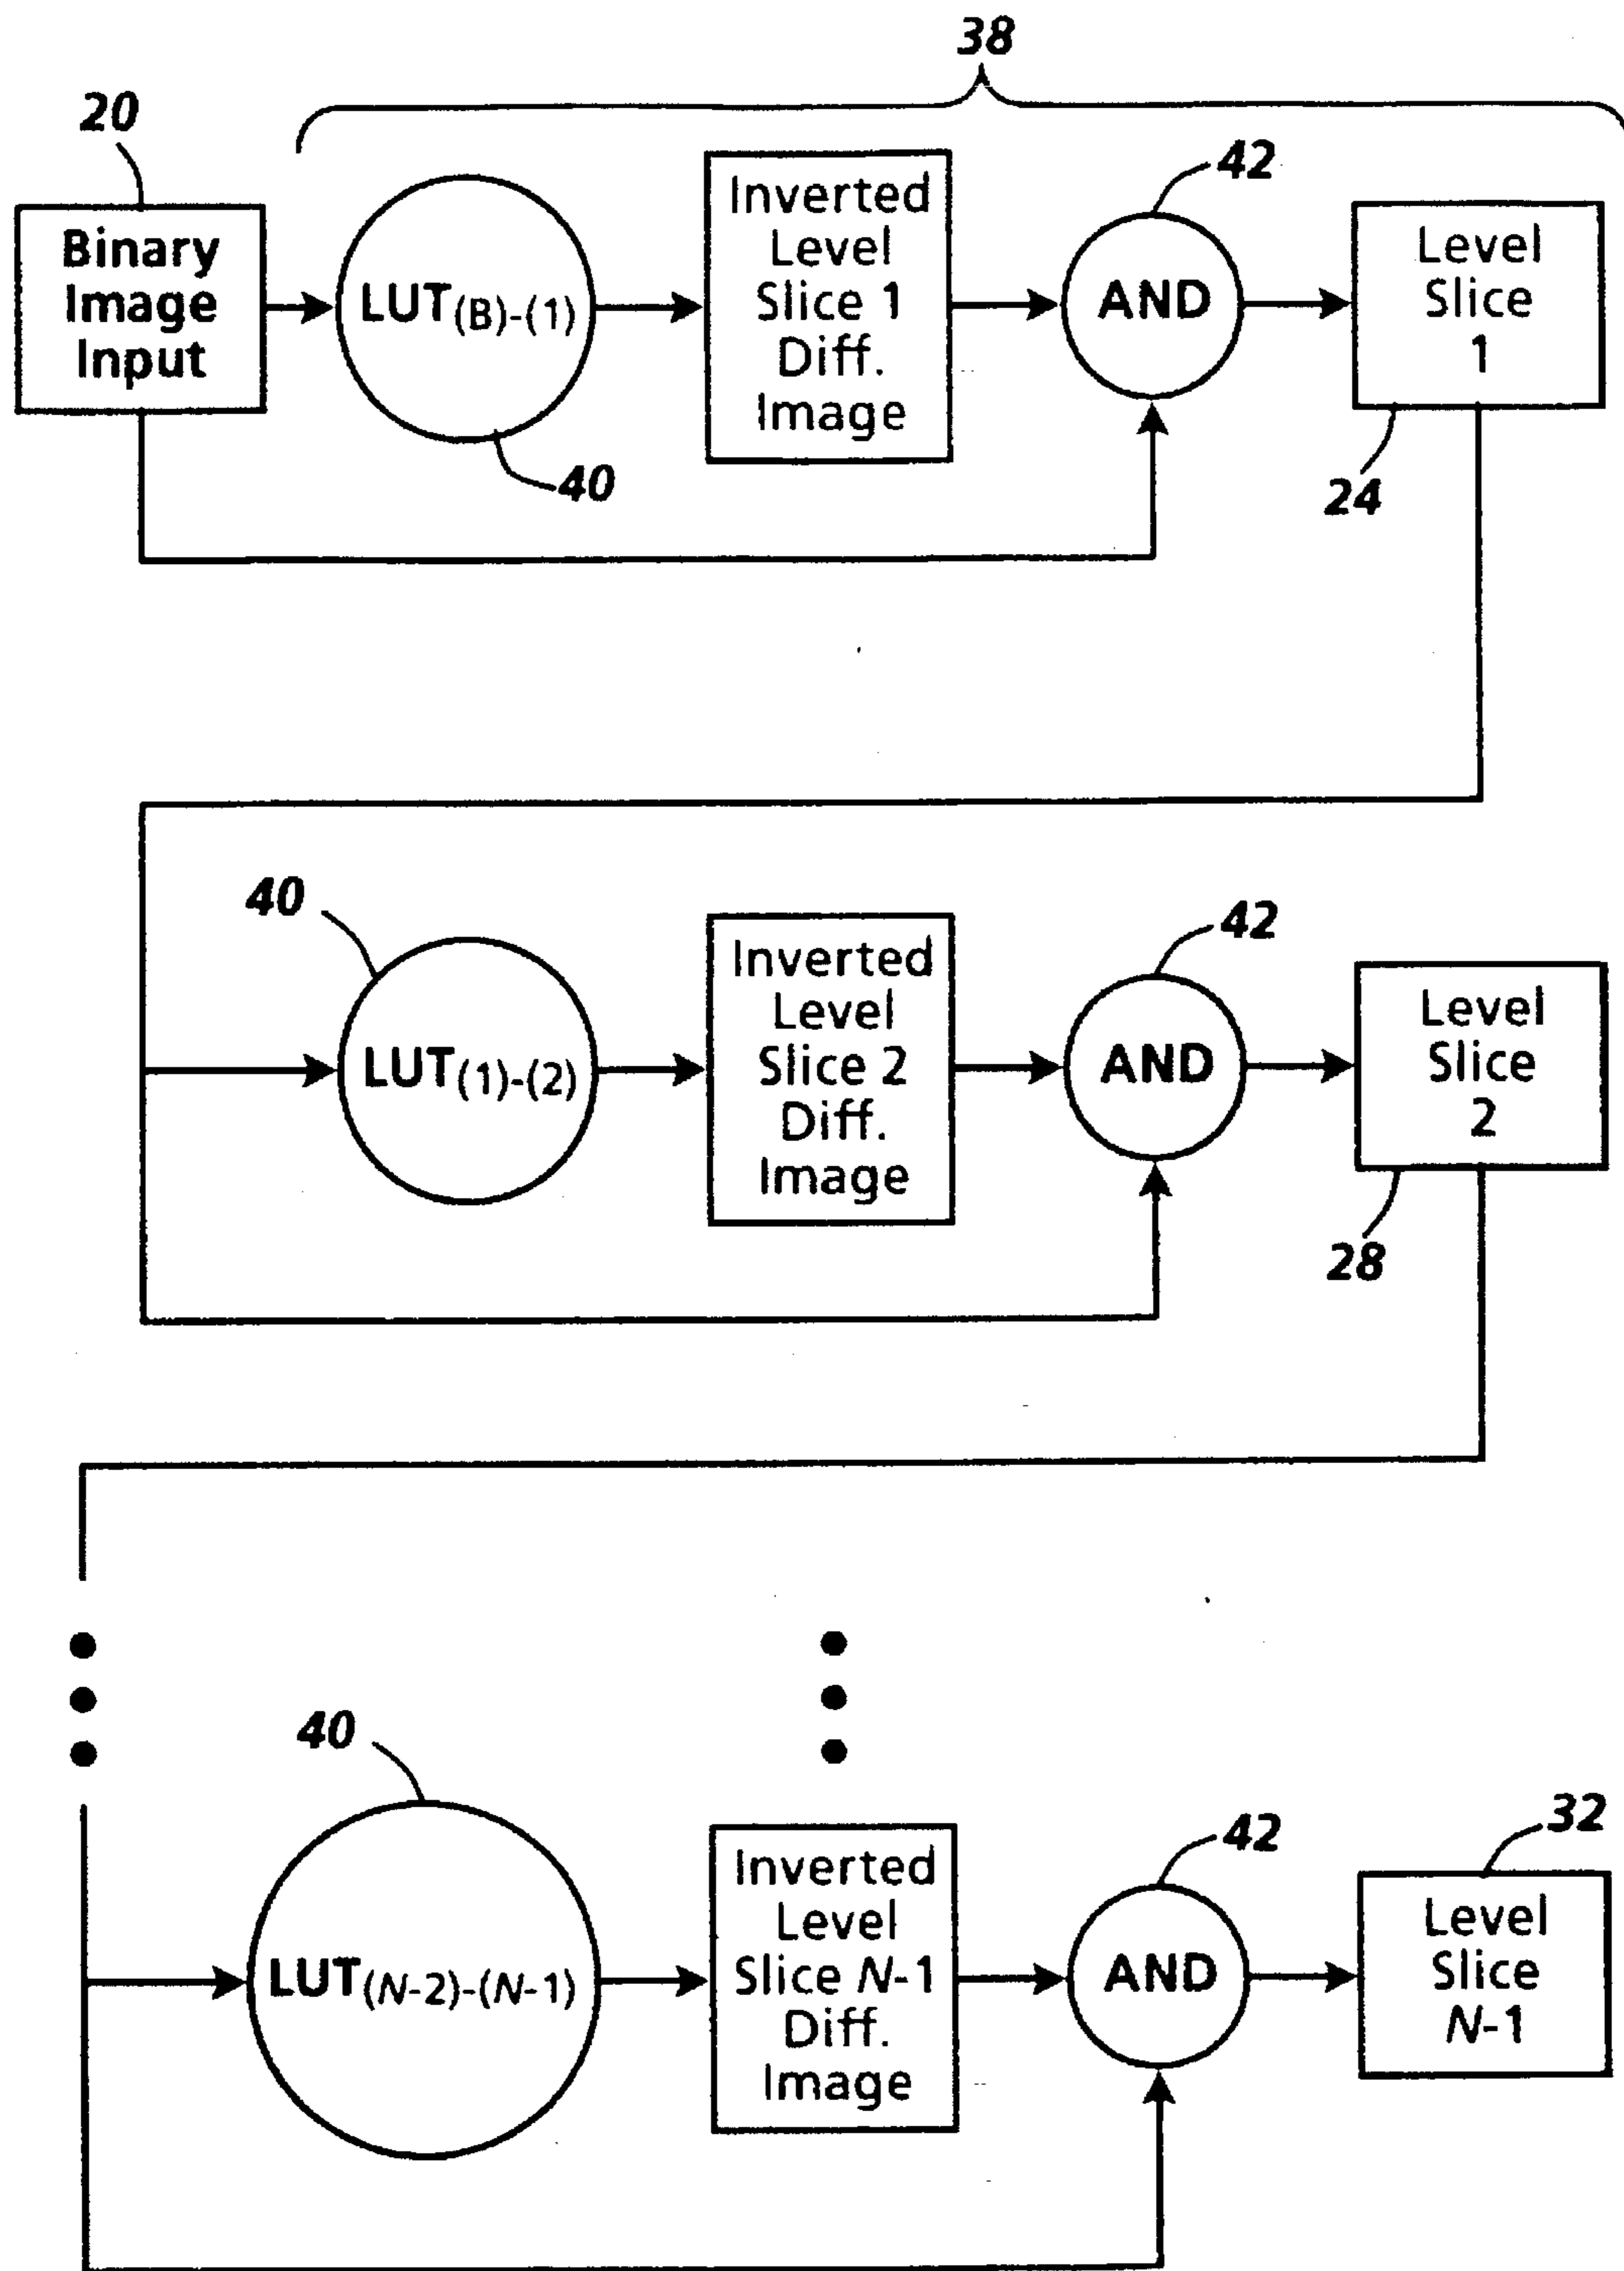 38
20
42
Binary
Image
Input
LUT(B)-(1)
Inverted
Level
Slice 1
Diff.
Image
AND
Level
Slice
1
40
24
40
42
LUT(1)-(2)
Inverted
Level
Slice 2
Diff.
Image
AND
Level
Slice
2
28
40
42
32
LUT(N-2)-(N-1)
Inverted
Level
Slice N-1
Diff.
Image
AND
Level
Slice
N-1